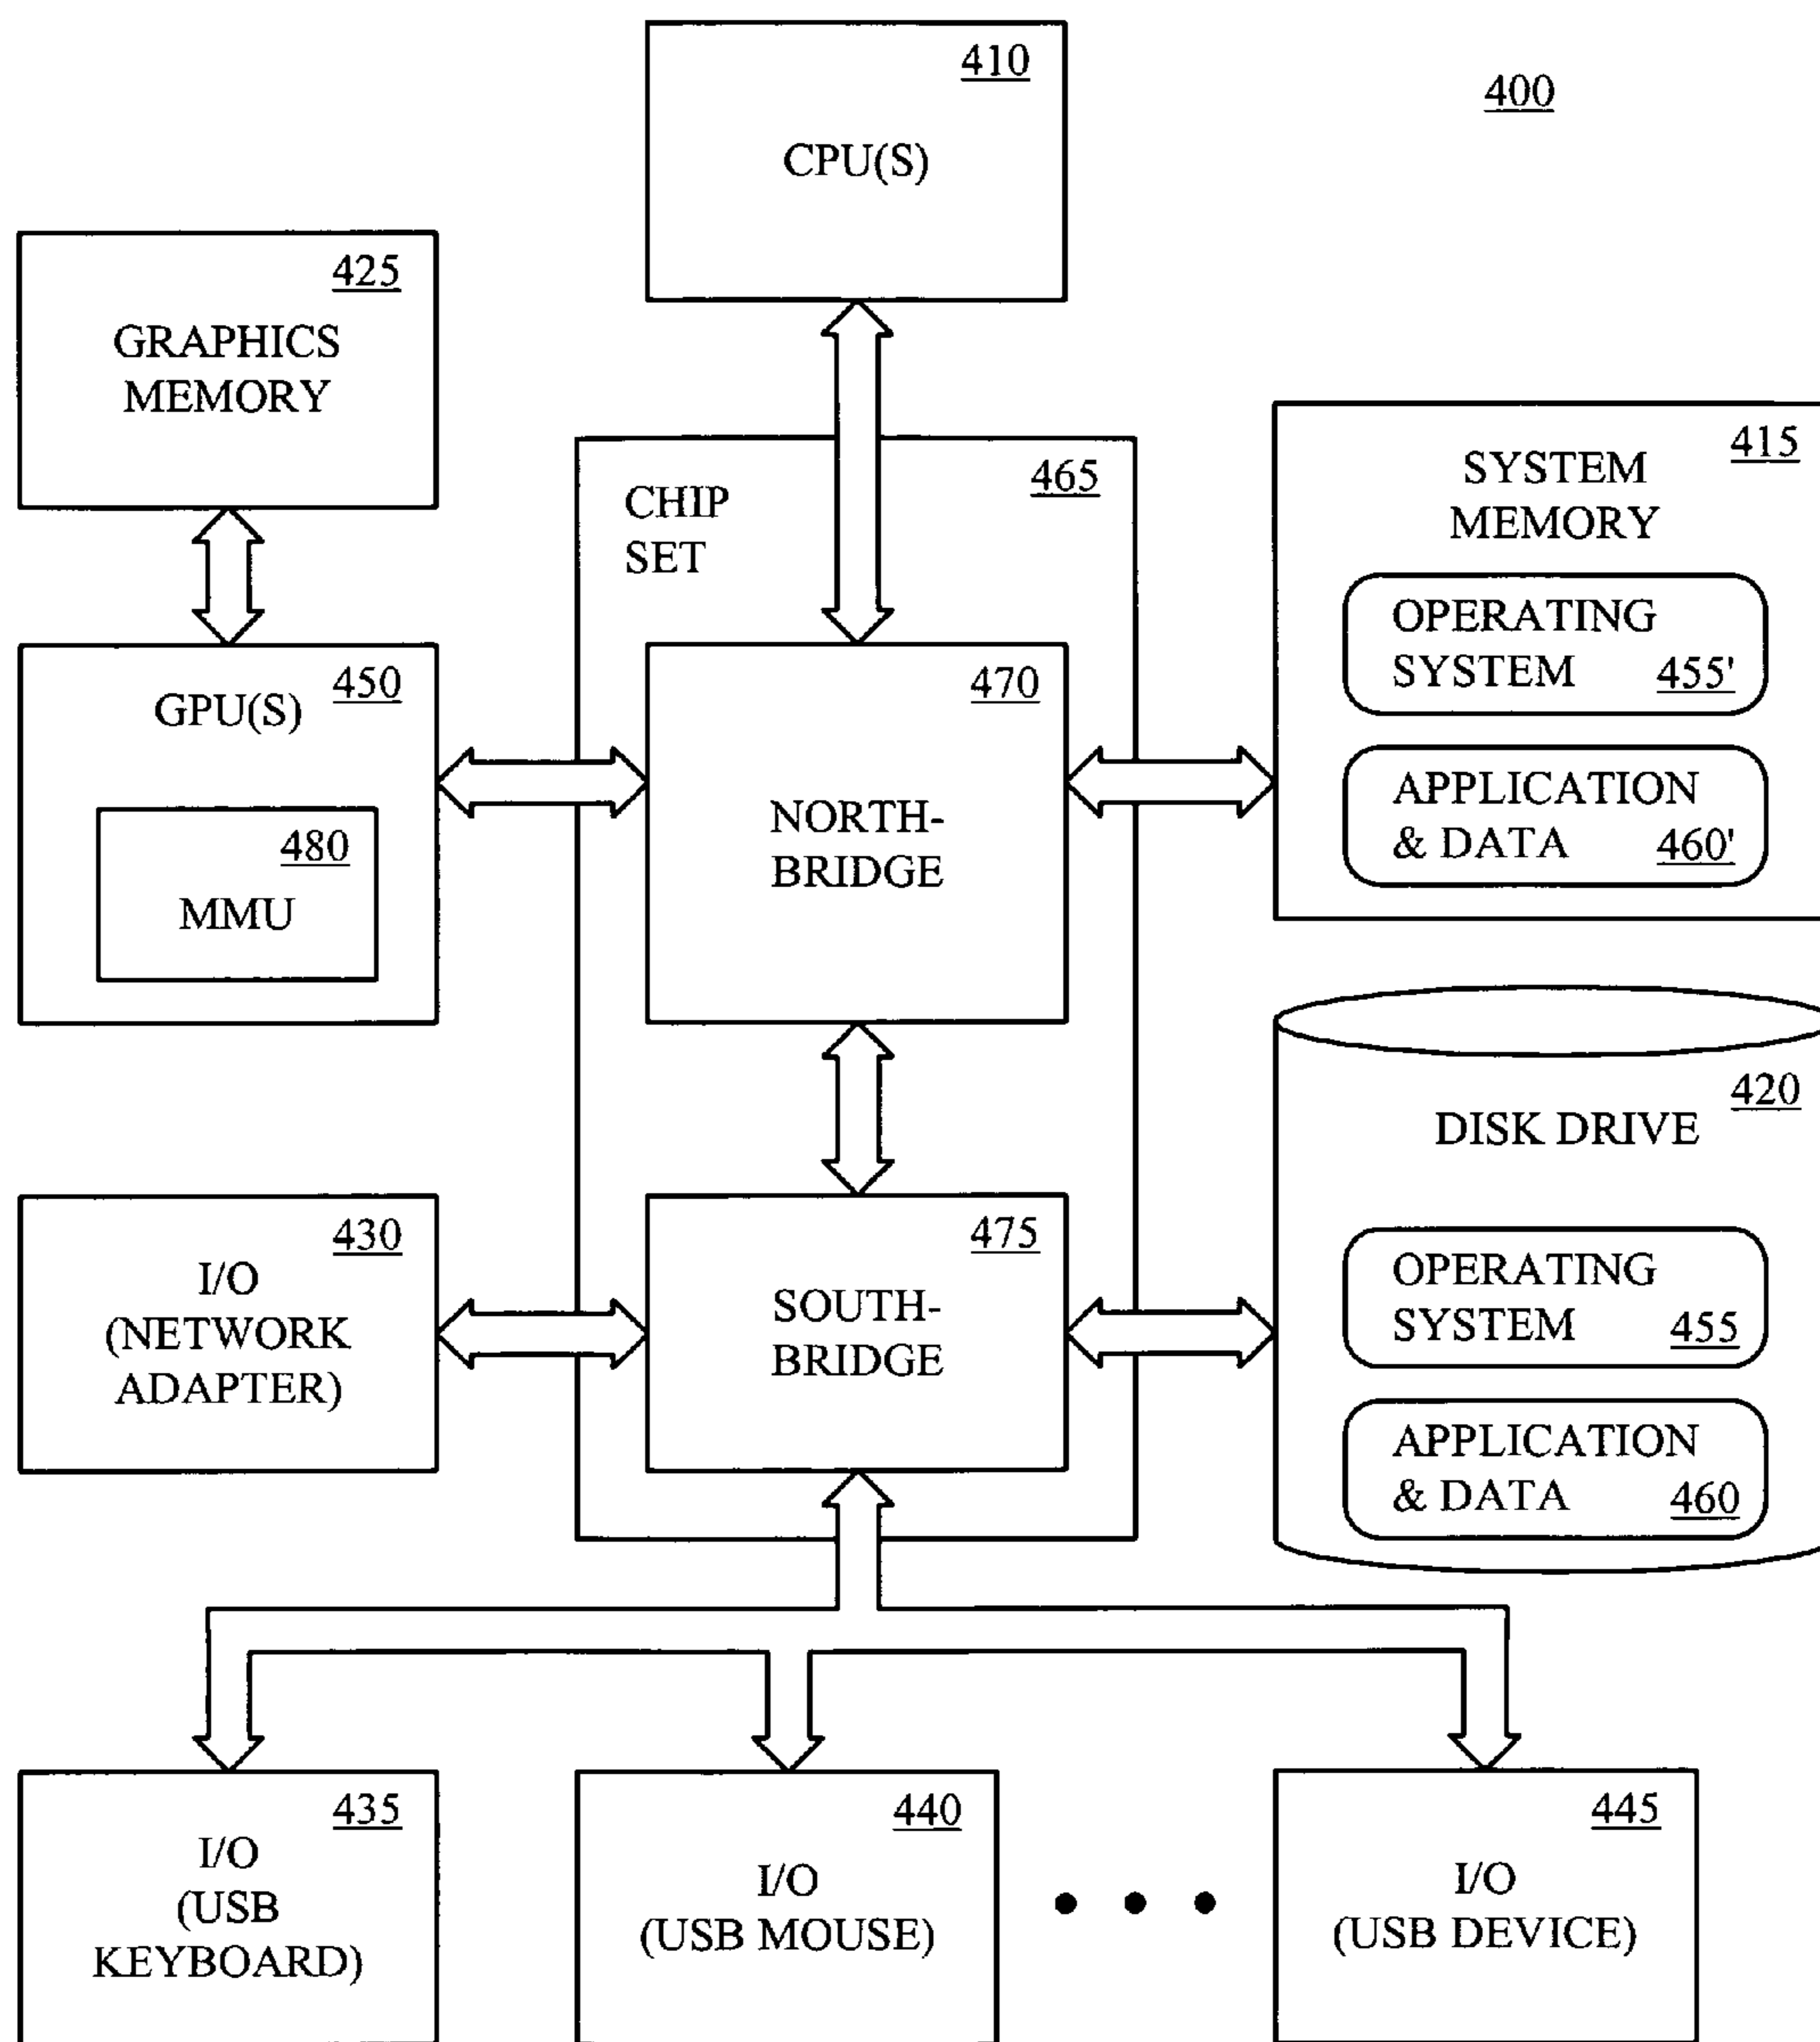 410
CPU(S)
400
425
GRAPHICS
MEMORY
465
CHIP
SET
415
SYSTEM
MEMORY
OPERATING
SYSTEM 455'
APPLICATION
& DATA 460'
450
GPU(S)
480
MMU
470
NORTH-
BRIDGE
420
DISK DRIVE
OPERATING
SYSTEM 455
APPLICATION
& DATA 460
430
I/O
(NETWORK
ADAPTER)
475
SOUTH-
BRIDGE
435
I/O
(USB
KEYBOARD)
440
I/O
(USB MOUSE)
445
I/O
(USB DEVICE)